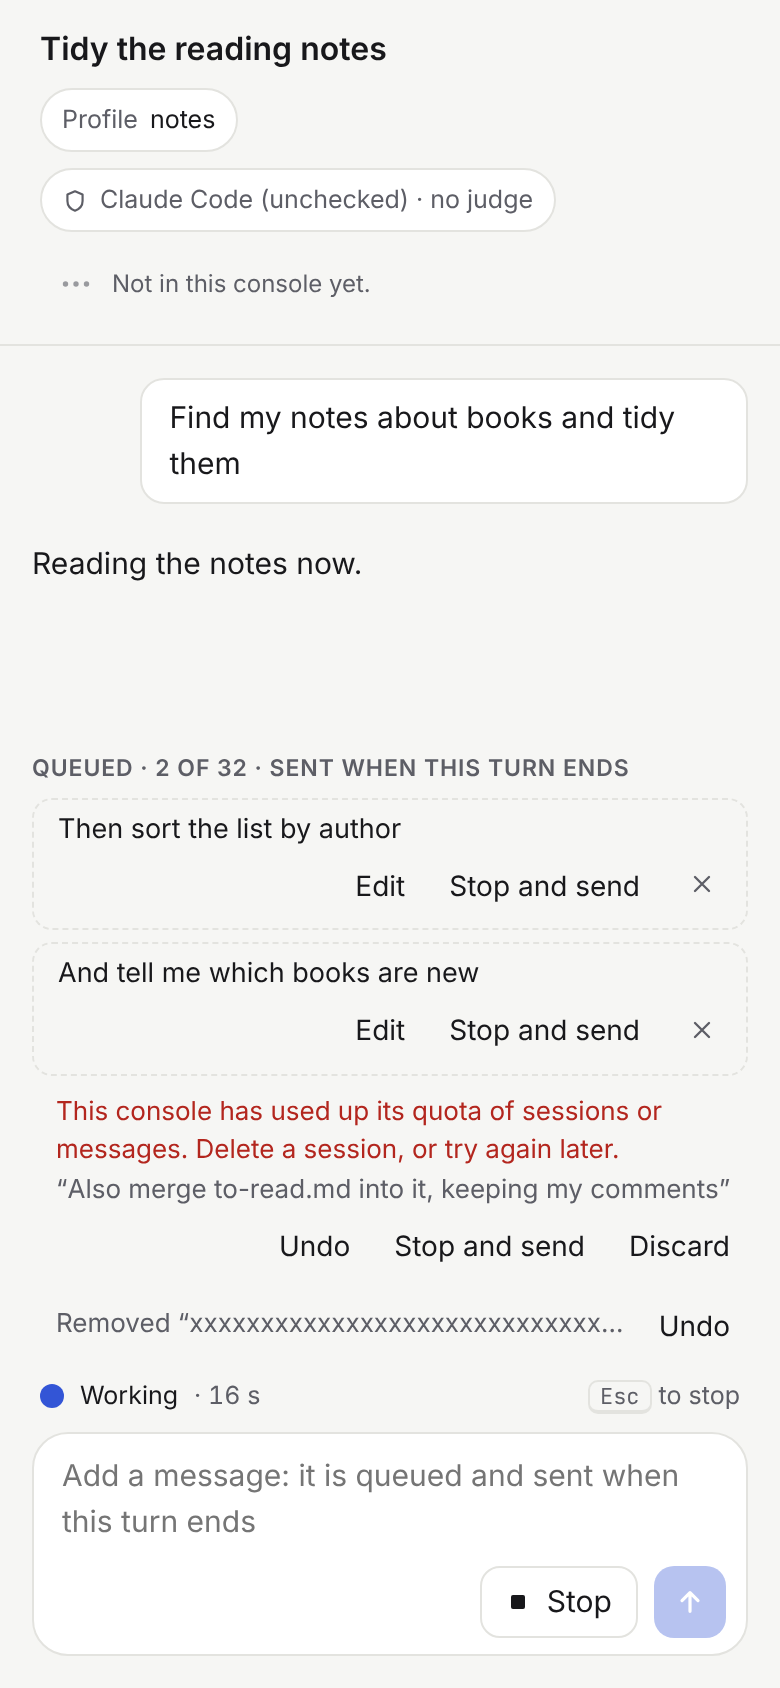 Tidy the reading notes
Profile notes
Claude Code (unchecked) · no judge
Not in this console yet.
Find my notes about books and tidy
them
Reading the notes now.
QUEUED · 2 OF 32 · SENT WHEN THIS TURN ENDS
Then sort the list by author
Edit Stop and send
And tell me which books are new
Edit Stop and send
This console has used up its quota of sessions or
messages. Delete a session, or try again later.
“Also merge to-read.md into it, keeping my comments”
Undo Stop and send Discard
Removed “xxxxxxxxxxxxxxxxxxxxxxxxxxxxx… Undo
Working · 16 s Esc to stop
Add a message: it is queued and sent when
this turn ends
Stop